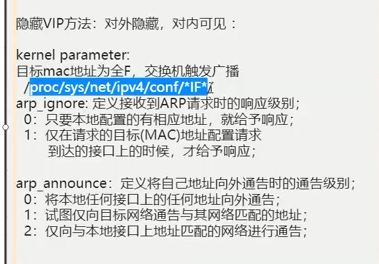 隐藏VIP方法：对外隐藏，对内可见：
kernel parameter:
目标mac地址为全F，交换机触发广播
/proc/sys/net/ipv4/conf/*IF*/
arp_ignore: 定义接收到ARP请求时的响应级别；
0：只要本地配置的有相应地址，就给予响应；
1：仅在请求的目标(MAC)地址配置请求
到达的接口上的时候，才给予响应；
arp_announce：定义将自己地址向外通告时的通告级别；
0：将本地任何接口上的任何地址向外通告；
1：试图仅向目标网络通告与其网络匹配的地址；
2：仅向与本地接口上地址匹配的网络进行通告；